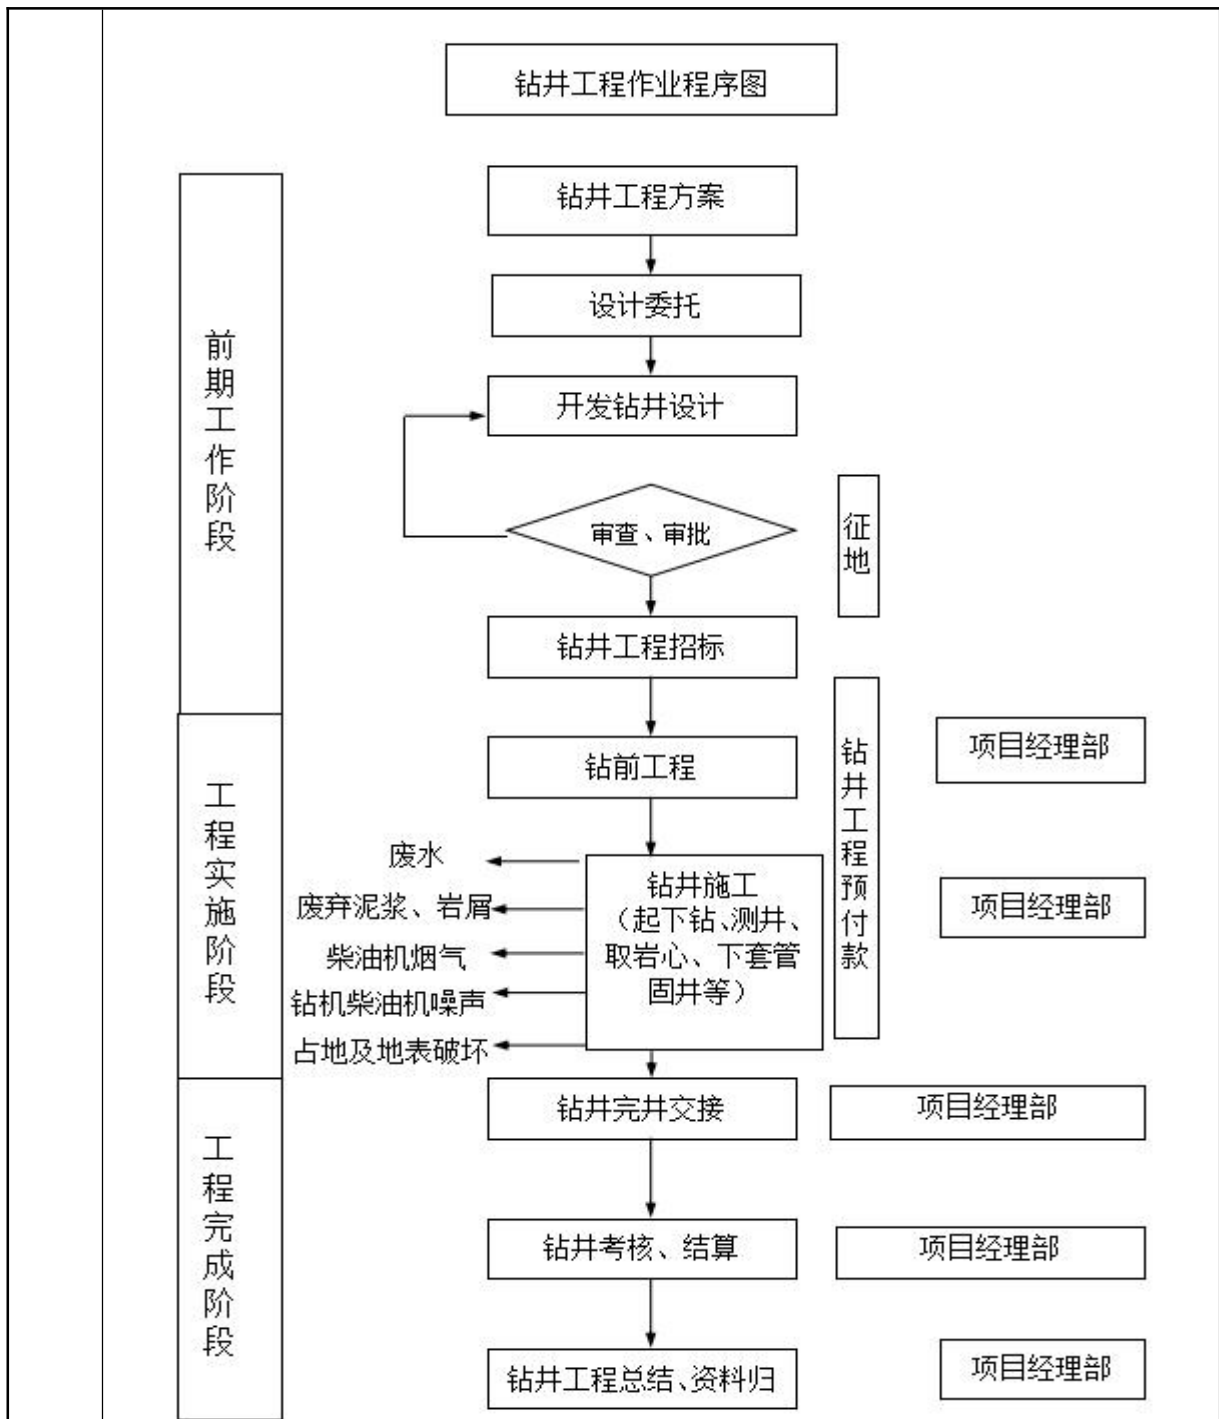 钻井工程作业程序图
钻井工程方案
设计委托
前期工作阶段
开发钻井设计
审查、审批
征地
钻井工程招标
钻前工程
钻井工程预付款
项目经理部
工程实施阶段
废水
废弃泥浆、岩屑
柴油机烟气
钻机柴油机噪声
占地及地表破坏
钻井施工
（起下钻、测井、
取岩心、下套管
固井等）
项目经理部
钻井完井交接
项目经理部
工程完成阶段
钻井考核、结算
项目经理部
钻井工程总结、资料归
项目经理部